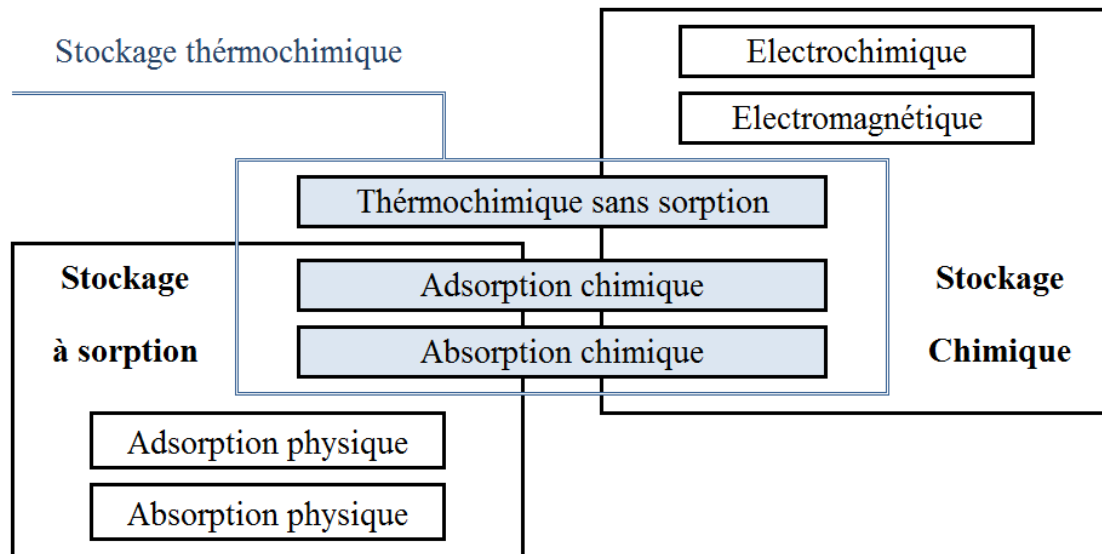 Stockage thérmochimique
Electrochimique
Electromagnétique
Thérmochimique sans sorption
Stockage
à sorption
Adsorption chimique
Absorption chimique
Stockage
Chimique
Adsorption physique
Absorption physique